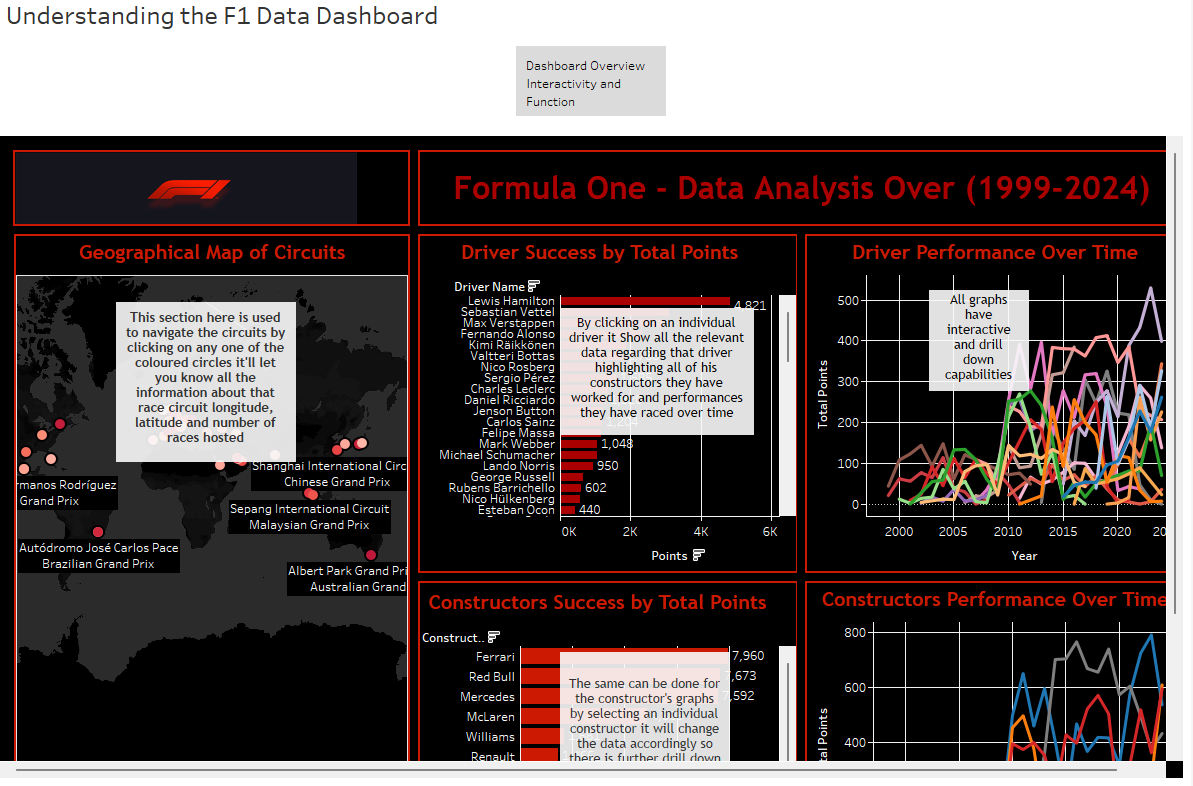 Understanding the F1 Data Dashboard
Dashboard Overview
Interactivity and
Function
Formula One - Data Analysis Over (1999-2024)
Geographical Map of Circuits
This section here is used
to navigate the circuits by
clicking on any one of the
coloured circles it'll let
you know all the
information about that
race circuit longitude,
latitude and number of
races hosted
Shanghai International Circ
Chinese Grand Prix
rmanos Rodríguez
Grand Prix
Sepang International Circuit
Malaysian Grand Prix
Autódromo José Carlos Pace
Brazilian Grand Prix
Albert Park Grand Pri
Australian Grand
Driver Success by Total Points
Driver Name
Lewis Hamilton
4,821
Sebastian Vettel
Max Verstappen
Fernando Alonso
Kimi Räikkönen
Valtteri Bottas
Nico Rosberg
Sergio Pérez
Charles Leclerc
Daniel Ricciardo
Jenson Button
Carlos Sainz
1,204
Felipe Massa
Mark Webber
1,048
Michael Schumacher
Lando Norris
950
George Russell
Rubens Barrichello
602
Nico Hülkenberg
Esteban Ocon
440
By clicking on an individual
driver it Show all the relevant
data regarding that driver
highlighting all of his
constructors they have
worked for and performances
they have raced over time
0K 2K 4K 6K
Points
Driver Performance Over Time
All graphs
have
interactive
and drill
down
capabilities
Total Points
500
400
300
200
100
0
2000 2005 2010 2015 2020 20
Year
Constructors Success by Total Points
Construct..
Ferrari
7,960
Red Bull
7,673
Mercedes
7,592
McLaren
Williams
Renault
The same can be done for
the constructor's graphs
by selecting an individual
constructor it will change
the data accordingly so
there is further drill down
Constructors Performance Over Time
tal Points
800
600
400